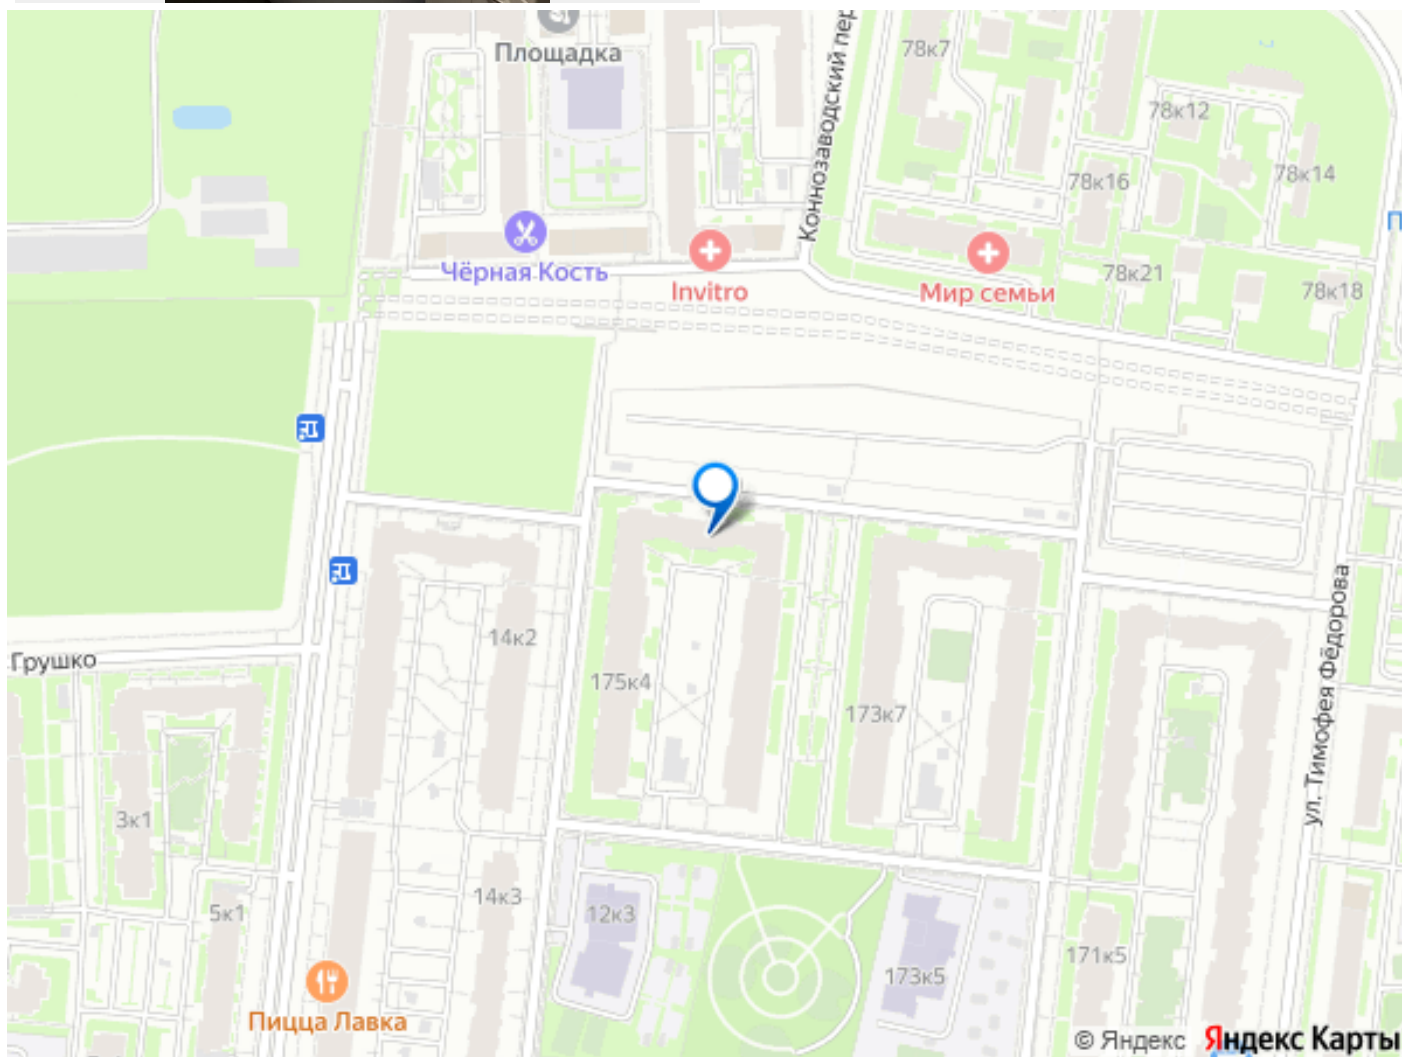 Площадка
Коннозаводский пер
78к7
78к12
78к14
78к16
Чёрная Кость
Invitro
Мир семьи
78к21
78к18
П
Грушко
14к2
175к4
173к7
ул. Тимофея Фёдорова
3к1
5к1
14к3
12к3
173к5
171к5
Пицца Лавка
© Яндекс Яндекс Карты